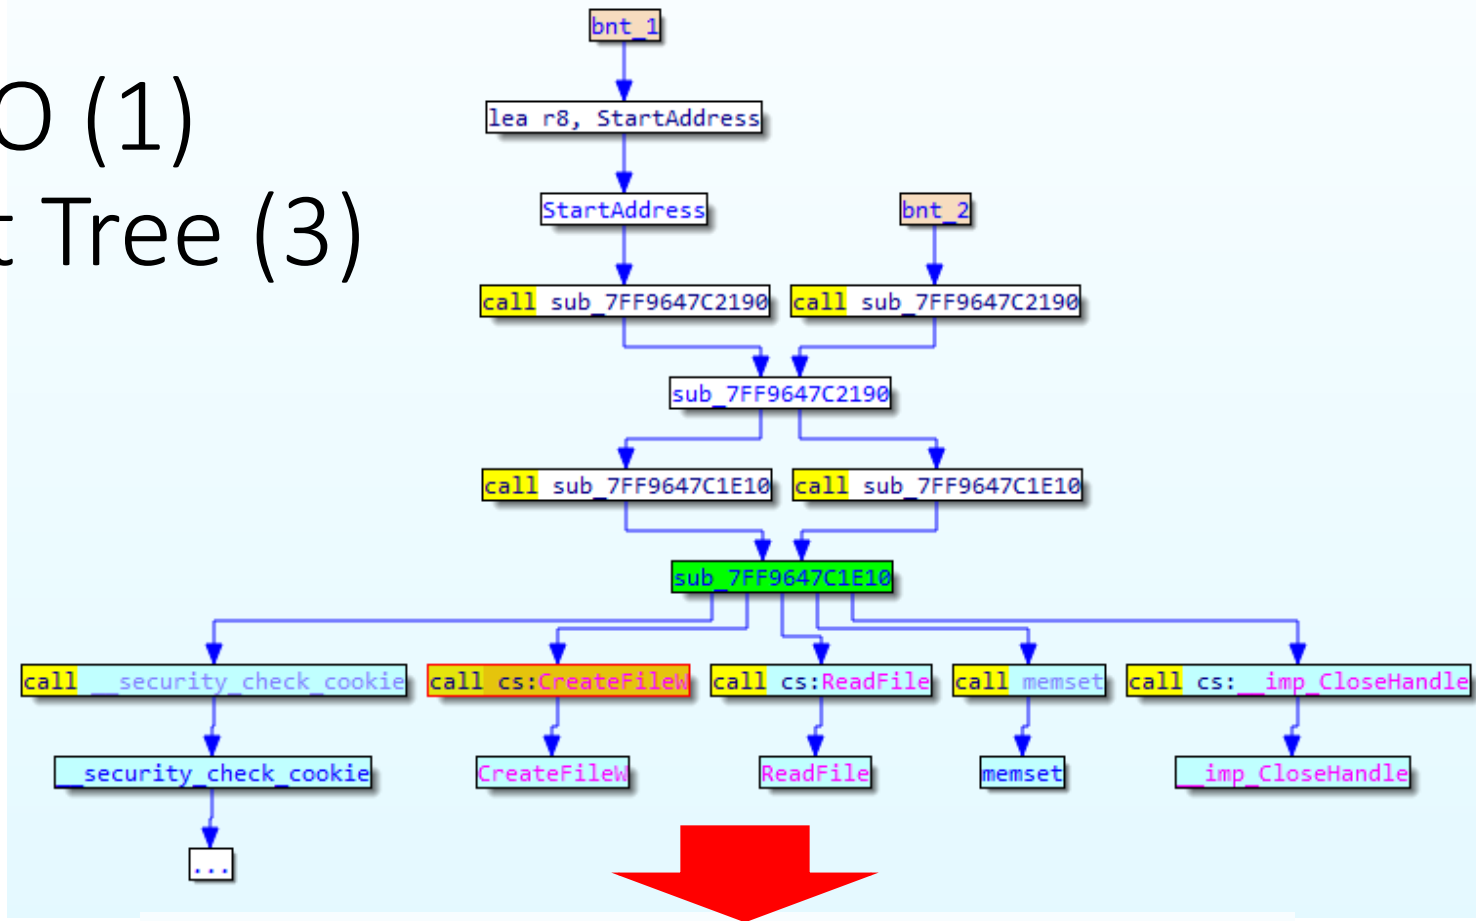 bnt_1
O (1)
lea r8, StartAddress
t Tree (3)
StartAddress
bnt_2
call sub_7FF9647C2190
call sub_7FF9647C2190
sub_7FF9647C2190
call sub_7FF9647C1E10
call sub_7FF9647C1E10
sub_7FF9647C1E10
call __security_check_cookie
call cs:CreateFileW
call cs:ReadFile
call memset
call cs:__imp_CloseHandle
__security_check_cookie
CreateFileW
ReadFile
memset
__imp_CloseHandle
...